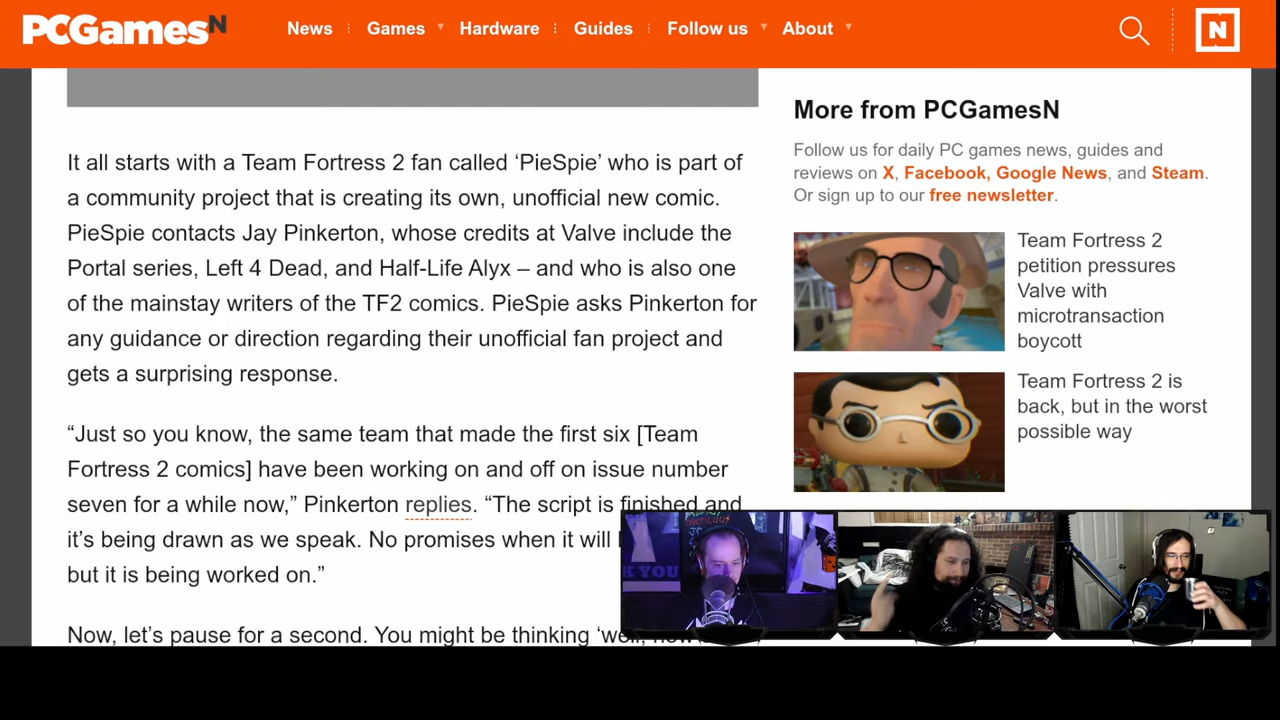 PCGamesN
News
Games
Hardware
Guides
Follow us
About
N
It all starts with a Team Fortress 2 fan called ‘PieSpie’ who is part of
a community project that is creating its own, unofficial new comic.
PieSpie contacts Jay Pinkerton, whose credits at Valve include the
Portal series, Left 4 Dead, and Half-Life Alyx – and who is also one
of the mainstay writers of the TF2 comics. PieSpie asks Pinkerton for
any guidance or direction regarding their unofficial fan project and
gets a surprising response.
“Just so you know, the same team that made the first six [Team
Fortress 2 comics] have been working on and off on issue number
seven for a while now,” Pinkerton replies. “The script is finished and
it’s being drawn as we speak. No promises when it will
but it is being worked on.”
Now, let’s pause for a second. You might be thinking ‘well,
More from PCGamesN
Follow us for daily PC games news, guides and
reviews on X, Facebook, Google News, and Steam.
Or sign up to our free newsletter.
Team Fortress 2
petition pressures
Valve with
microtransaction
boycott
Team Fortress 2 is
back, but in the worst
possible way
K YOU